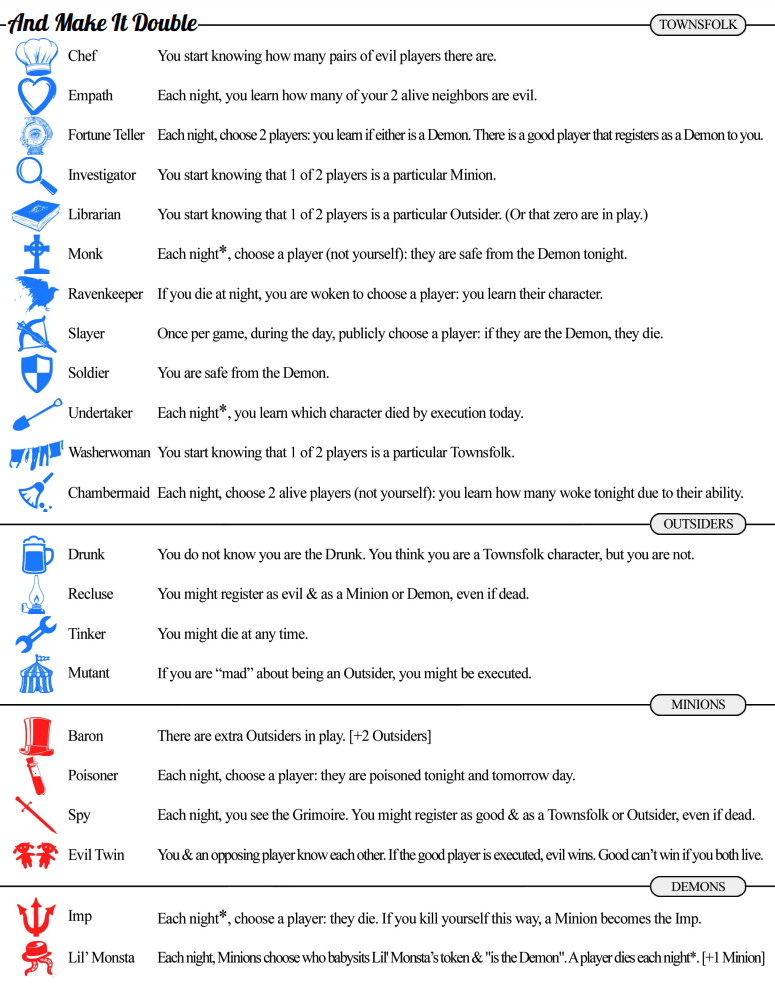 And Make It Double
TOWNSFOLK
Chef You start knowing how many pairs of evil players there are.
Empath Each night, you learn how many of your 2 alive neighbors are evil.
Fortune Teller Each night, choose 2 players: you learn if either is a Demon. There is a good player that registers as a Demon to you.
Investigator You start knowing that 1 of 2 players is a particular Minion.
Librarian You start knowing that 1 of 2 players is a particular Outsider. (Or that zero are in play.)
Monk Each night*, choose a player (not yourself): they are safe from the Demon tonight.
Ravenkeeper If you die at night, you are woken to choose a player: you learn their character.
Slayer Once per game, during the day, publicly choose a player: if they are the Demon, they die.
Soldier You are safe from the Demon.
Undertaker Each night*, you learn which character died by execution today.
Washerwoman You start knowing that 1 of 2 players is a particular Townsfolk.
Chambermaid Each night, choose 2 alive players (not yourself): you learn how many woke tonight due to their ability.
OUTSIDERS
Drunk You do not know you are the Drunk. You think you are a Townsfolk character, but you are not.
Recluse You might register as evil & as a Minion or Demon, even if dead.
Tinker You might die at any time.
Mutant If you are “mad” about being an Outsider, you might be executed.
MINIONS
Baron There are extra Outsiders in play. [+2 Outsiders]
Poisoner Each night, choose a player: they are poisoned tonight and tomorrow day.
Spy Each night, you see the Grimoire. You might register as good & as a Townsfolk or Outsider, even if dead.
Evil Twin You & an opposing player know each other. If the good player is executed, evil wins. Good can’t win if you both live.
DEMONS
Imp Each night*, choose a player: they die. If you kill yourself this way, a Minion becomes the Imp.
Lil’ Monsta Each night, Minions choose who babysits Lil' Monsta’s token & "is the Demon". A player dies each night*. [+1 Minion]